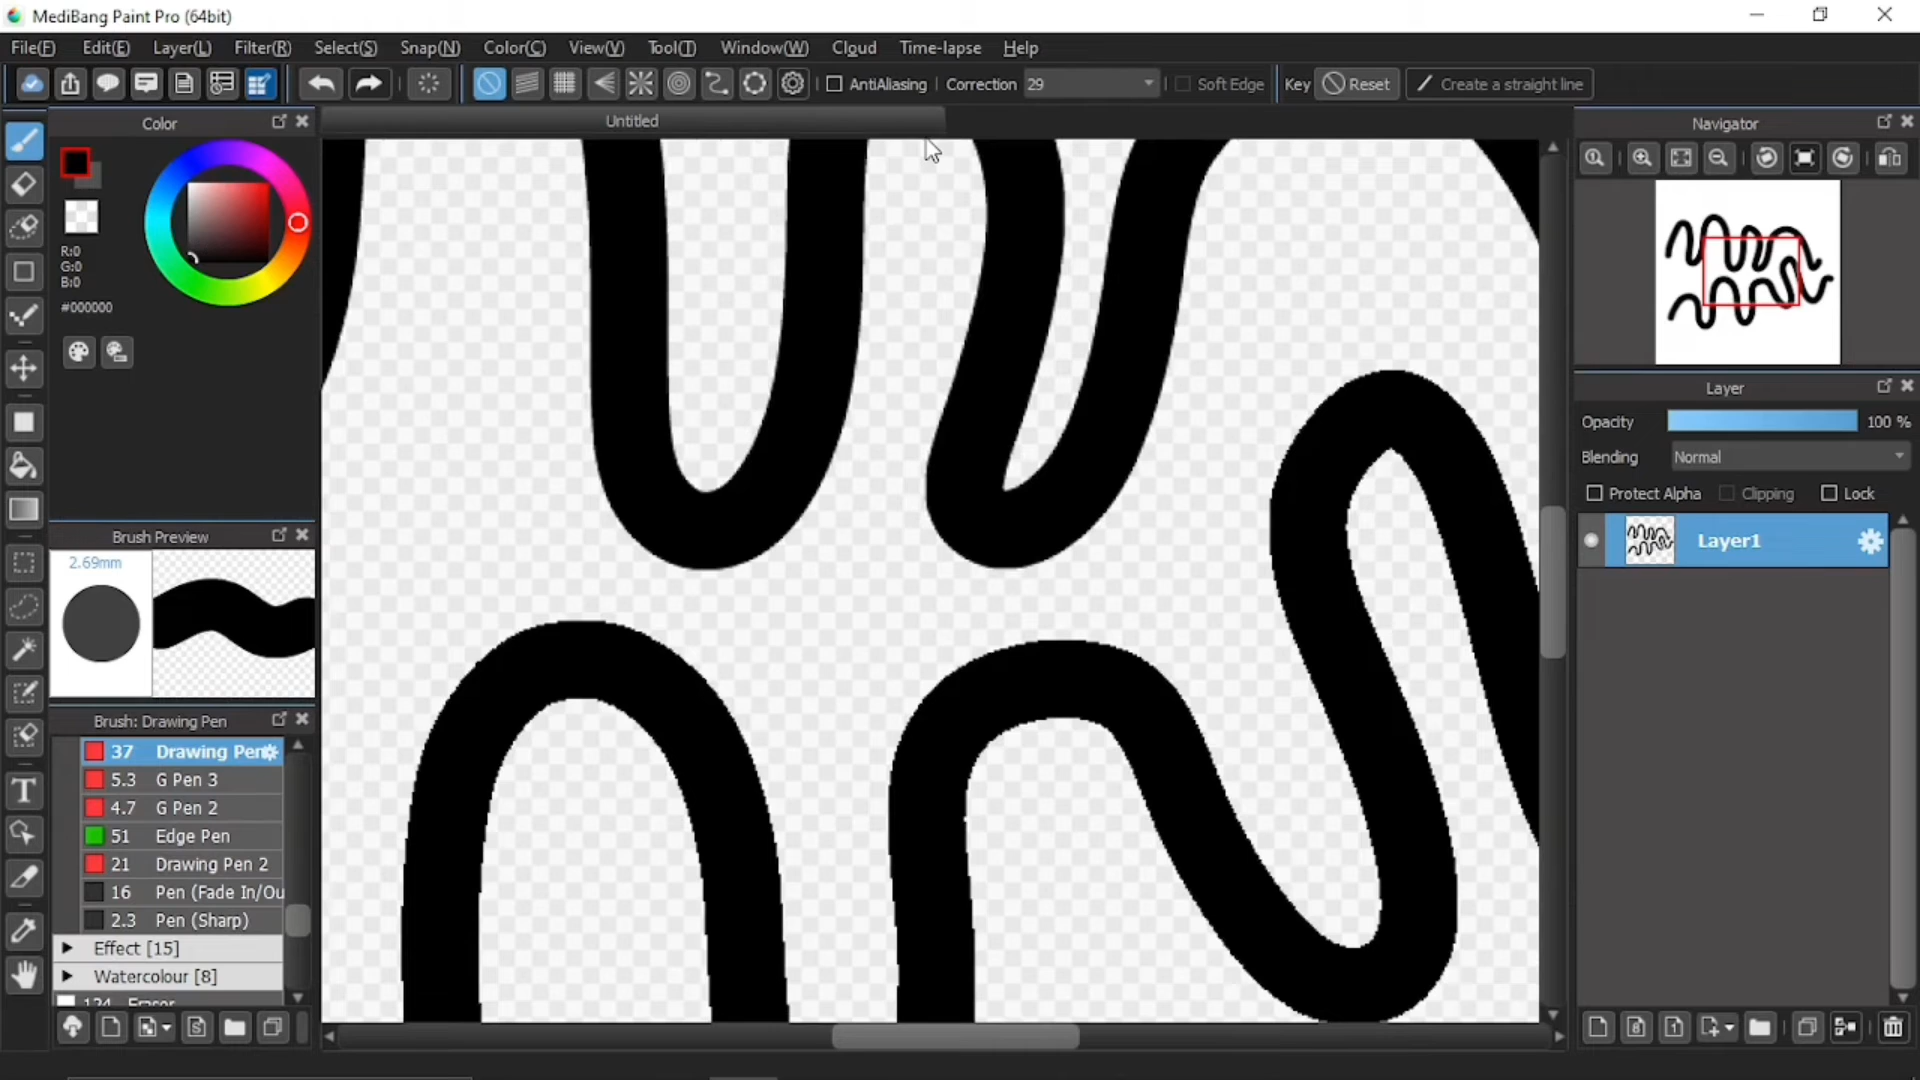 MediBang Paint Pro (64bit)
File(F) Edit(E) Layer(L) Filter(R) Select(S) Snap(N) Color(C) View(V) Tool(T) Window(W) Cloud Time-lapse Help
AntiAliasing Correction 29 Soft Edge Key Reset Create a straight line
Color
Untitled
Navigator
R:0
G:0
B:0
#000000
Layer
Opacity 100 %
Blending Normal
Protect Alpha Clipping Lock
Layer1
Brush Preview
2.69mm
Brush: Drawing Pen
37 Drawing Pen
5.3 G Pen 3
4.7 G Pen 2
51 Edge Pen
21 Drawing Pen 2
16 Pen (Fade In/Ou
2.3 Pen (Sharp)
Effect [15]
Watercolour [8]